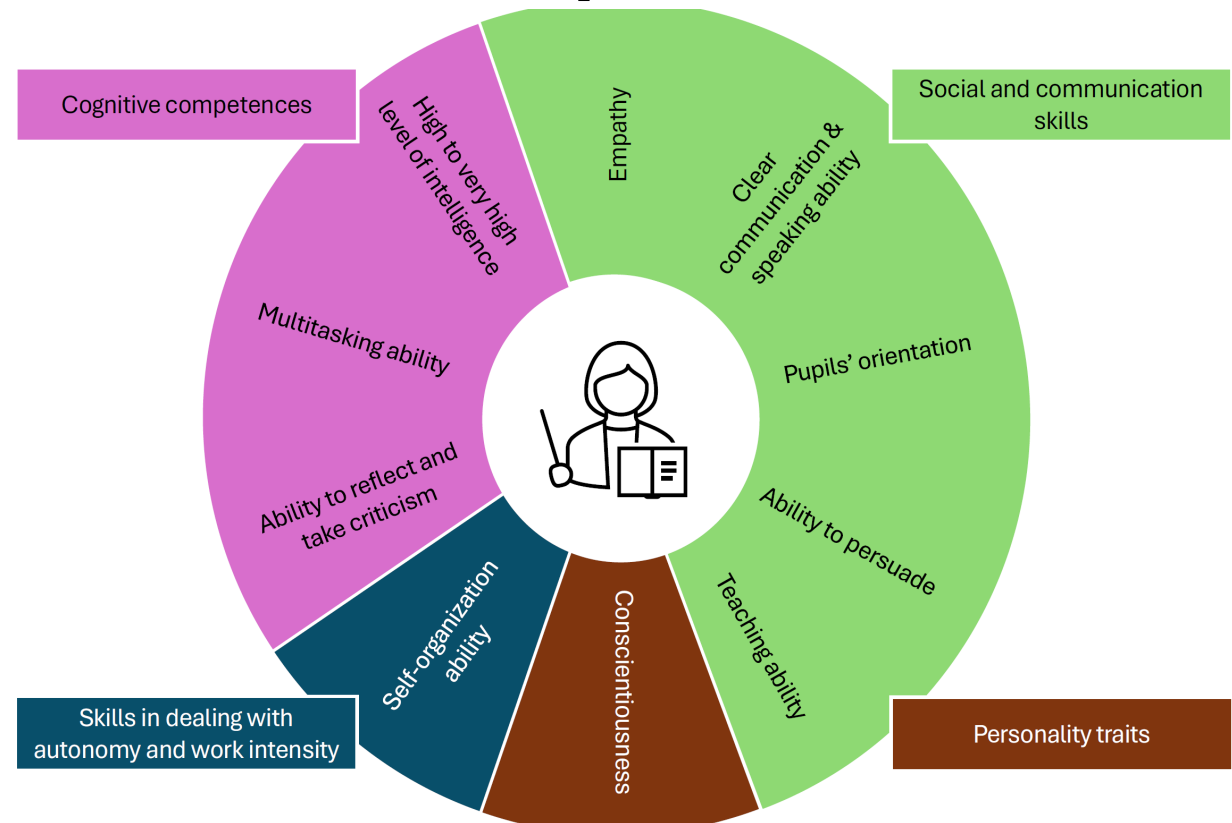 Cognitive competences
Social and communication
skills
High to very high
level of intelligence
Empathy
Clear
communication &
speaking ability
Multitasking ability
Pupils’ orientation
Ability to reflect and
take criticism
Ability to persuade
Self-organization
ability
Conscientiousness
Teaching ability
Skills in dealing with
autonomy and work intensity
Personality traits